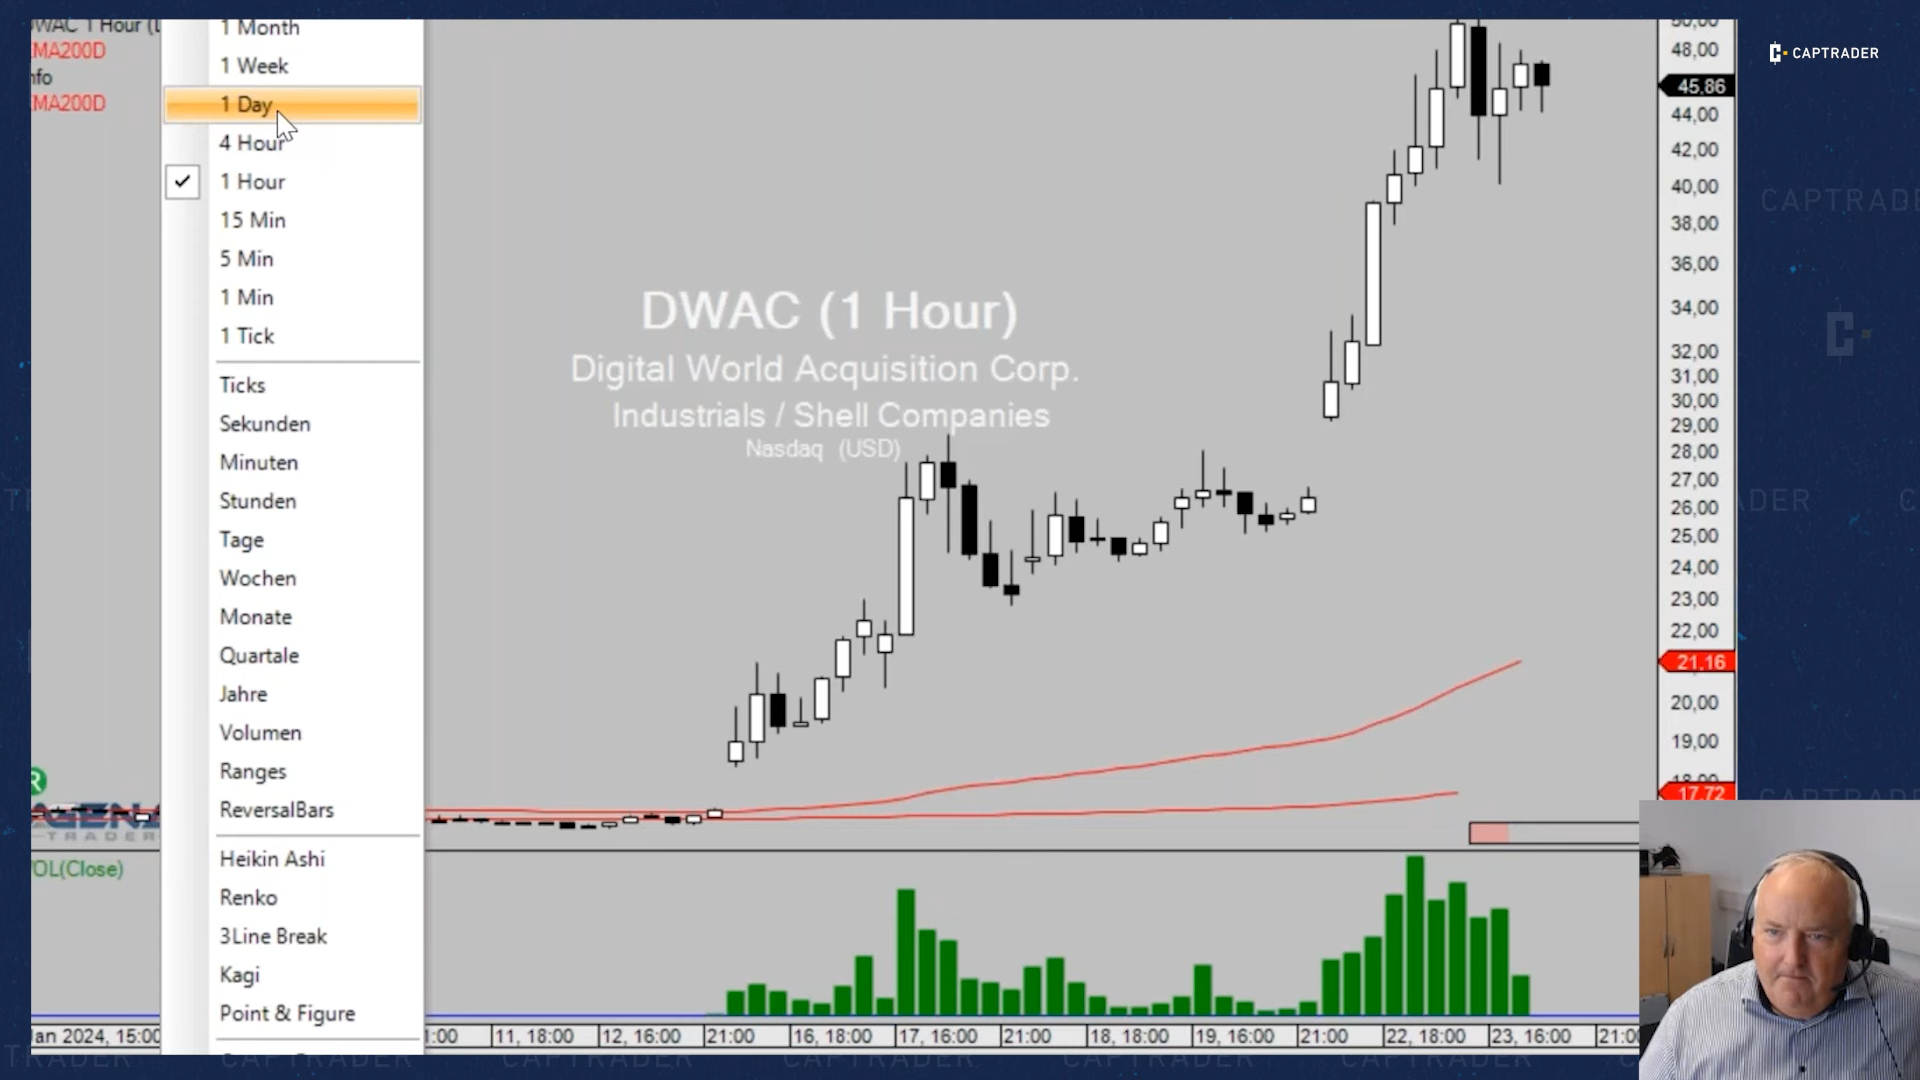 1 Hour
MA200D
nfo
MA200D
1 Month
1 Week
1 Day
4 Hour
1 Hour
15 Min
5 Min
1 Min
1 Tick
Ticks
Sekunden
Minuten
Stunden
Tage
Wochen
Monate
Quartale
Jahre
Volumen
Ranges
ReversalBars
Heikin Ashi
Renko
3Line Break
Kagi
Point & Figure
DWAC (1 Hour)
Digital World Acquisition Corp.
Industrials / Shell Companies
Nasdaq (USD)
50,00
48,00
45,86
44,00
42,00
40,00
38,00
36,00
34,00
32,00
31,00
30,00
29,00
28,00
27,00
26,00
25,00
24,00
23,00
22,00
21,16
20,00
19,00
18,00
17,72
R
AGENA
TRADER
OL(Close)
an 2024, 15:00
1:00
11, 18:00
12, 16:00
21:00
16, 18:00
17, 16:00
21:00
18, 18:00
19, 16:00
21:00
22, 18:00
23, 16:00
21:0
CAPTRADER